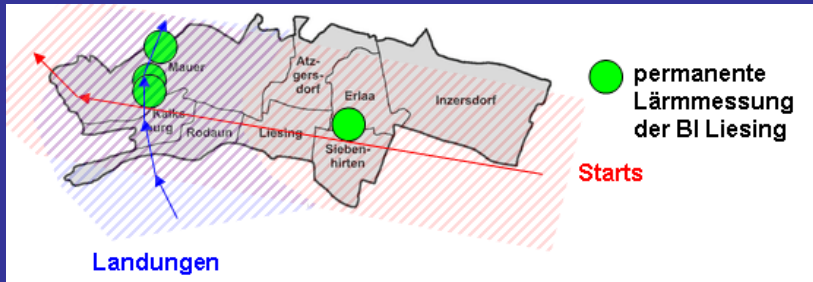 Mauer
Atz-
gers-
dorf
Erlaa
Inzersdorf
Kalks
burg
Rodaun
Liesing
Sieben-
hirten
permanente
Lärmmessung
der BI Liesing
Starts
Landungen